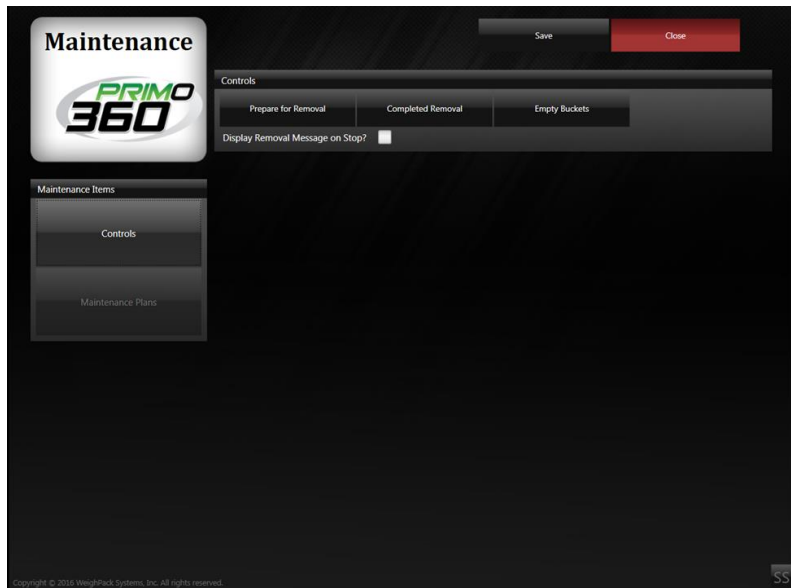 Maintenance
PRIMO
360
Save
Close
Controls
Prepare for Removal
Completed Removal
Empty Buckets
Display Removal Message on Stop?
Maintenance Items
Controls
Maintenance Plans
Copyright © 2016 WeighPack Systems, Inc. All rights reserved.
SS